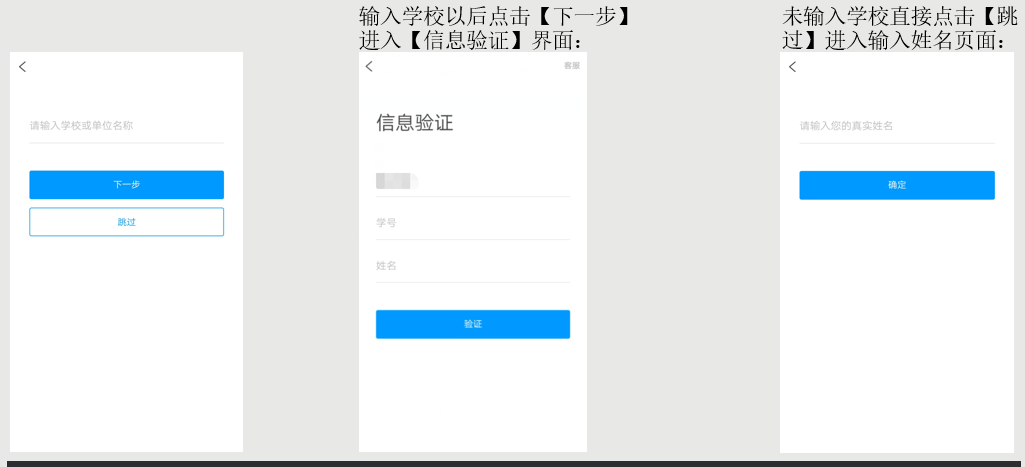 输入学校以后点击【下一步】
进入【信息验证】界面：
未输入学校直接点击【跳
过】进入输入姓名页面：
请输入学校或单位名称
下一步
跳过
客服
信息验证
学号
姓名
验证
请输入您的真实姓名
确定